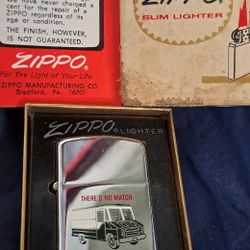 have never charged a
cent for the repair of a
ZIPPO regardless of its
age or condition.
THE FINISH, HOWEVER,
IS NOT GUARANTEED.
ZIPPO
For The Light of Your Life
ZIPPO MANUFACTURING CO.
Bradford, Pa. 16701
ZIPPO
SLIM LIGHTER
ZIPPO LIGHTER
THERE'S NO MATCH